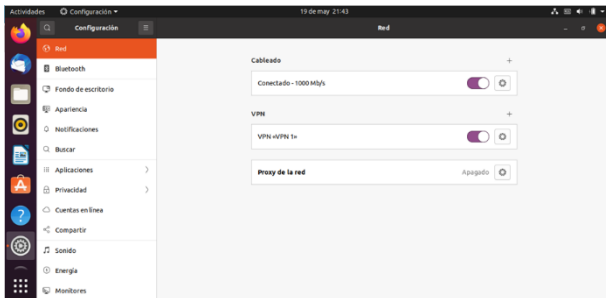 Actividades
Configuración
19 de may 21:43
Configuración
Red
Red
Bluetooth
Fondo de escritorio
Apariencia
Notificaciones
Buscar
Aplicaciones
Privacidad
Cuentas en línea
Compartir
Sonido
Energía
Monitores
Cableado
Conectado - 1000 Mb/s
VPN
VPN «VPN 1»
Proxy de la red
Apagado